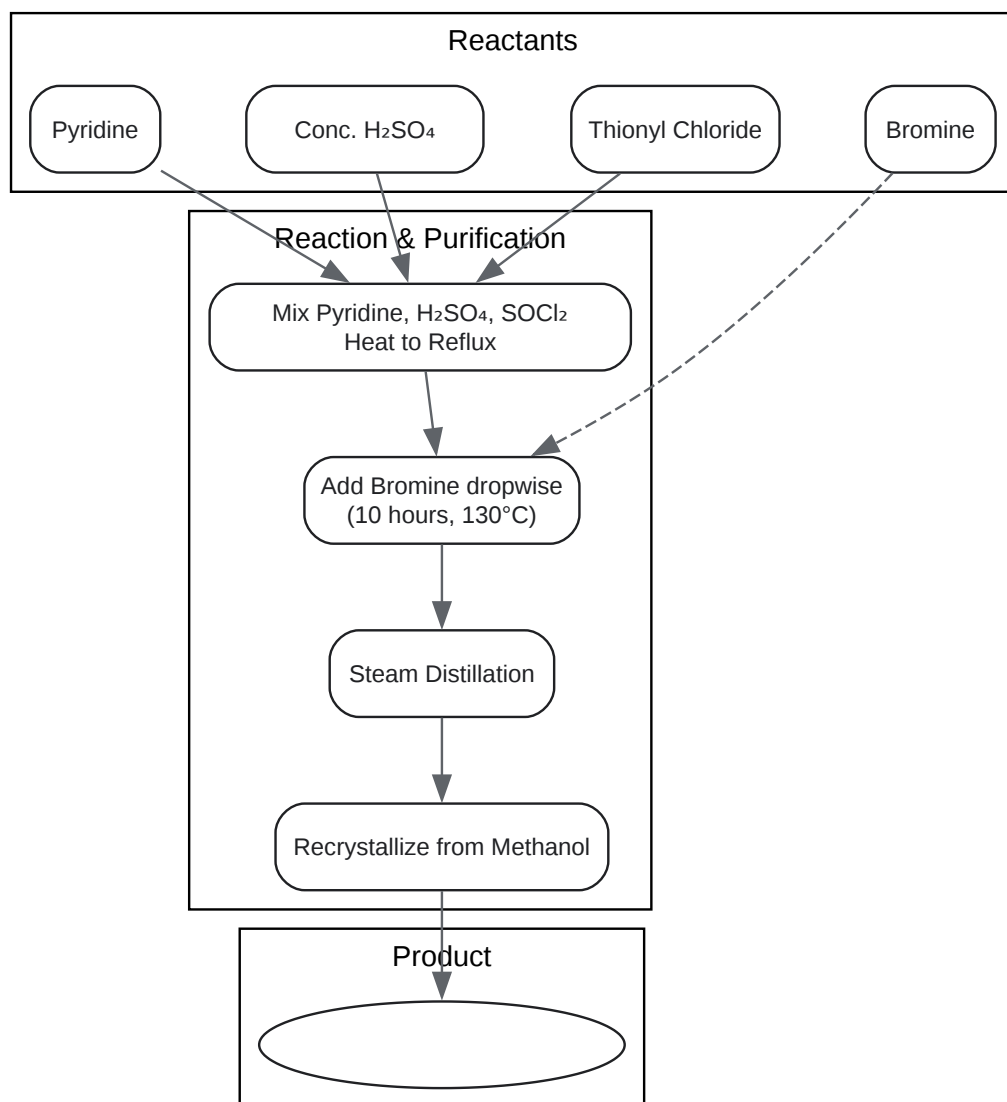 Reactants
Pyridine
Conc. H₂SO₄
Thionyl Chloride
Bromine
Reaction & Purification
Mix Pyridine, H₂SO₄, SOCl₂
Heat to Reflux
Add Bromine dropwise
(10 hours, 130°C)
Steam Distillation
Recrystallize from Methanol
Product